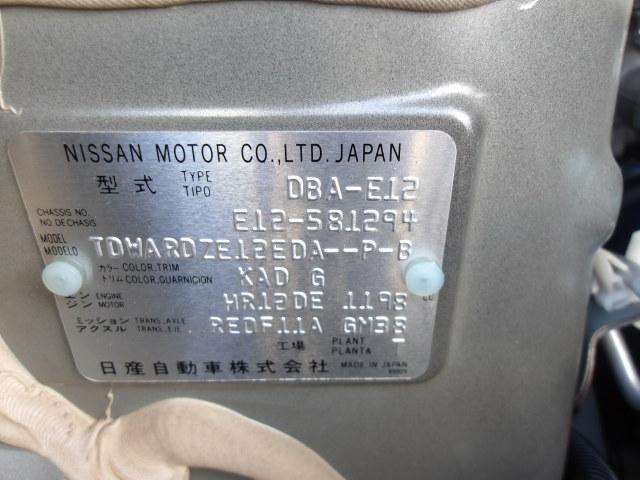 NISSAN MOTOR CO.,LTD. JAPAN
型式 TYPE TIPO DBA-E12
CHASSIS NO. NO.DE CHASIS E12-581294
MODEL MODELO TDWARDZE12EDA--P-B
カラー トリム COLOR,TRIM COLOR,GUARNICION KAD G
エンジン ENGINE MOTOR HR12DE 1198 cc
ミッション アクスル TRANS.,AXLE TRANS.,EJE RE0F11A GM38
工場 PLANT PLANTA
日産自動車株式会社 MADE IN JAPAN